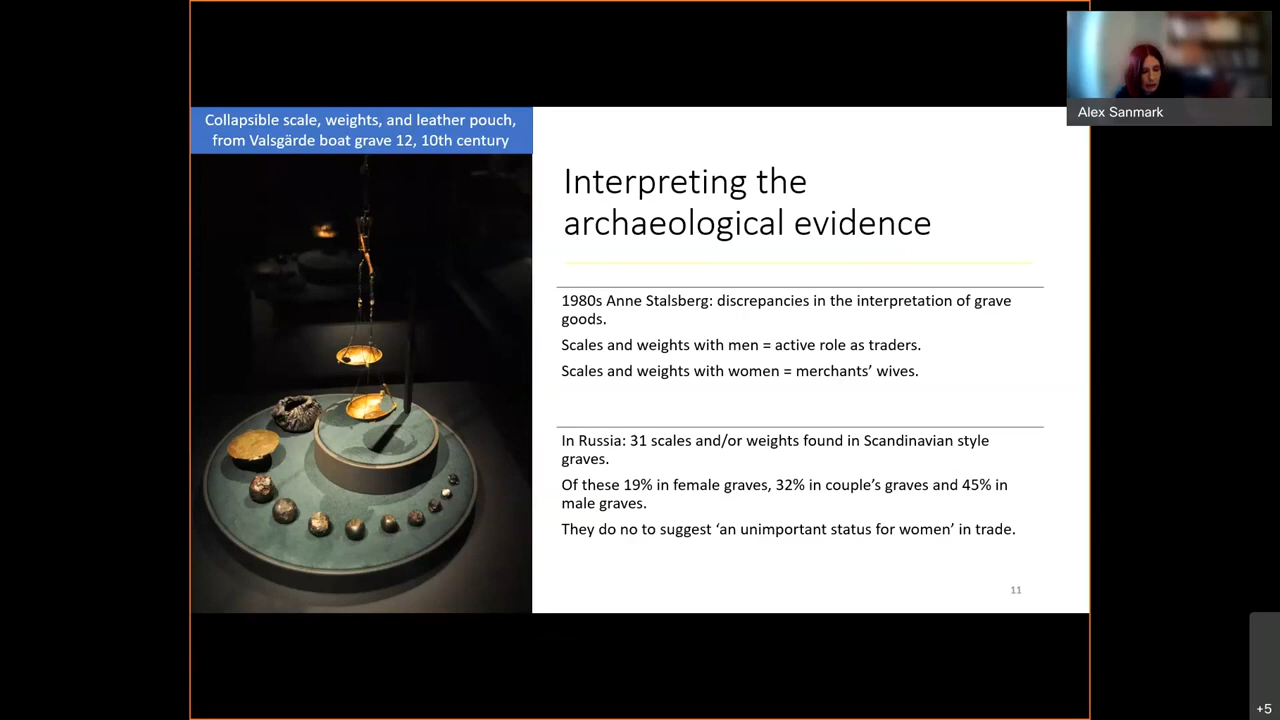 Collapsible scale, weights, and leather pouch,
from Valsgärde boat grave 12, 10th century
Interpreting the
archaeological evidence
1980s Anne Stalsberg: discrepancies in the interpretation of grave
goods.
Scales and weights with men = active role as traders.
Scales and weights with women = merchants’ wives.
In Russia: 31 scales and/or weights found in Scandinavian style
graves.
Of these 19% in female graves, 32% in couple’s graves and 45% in
male graves.
They do no to suggest ‘an unimportant status for women’ in trade.
11
Alex Sanmark
+5